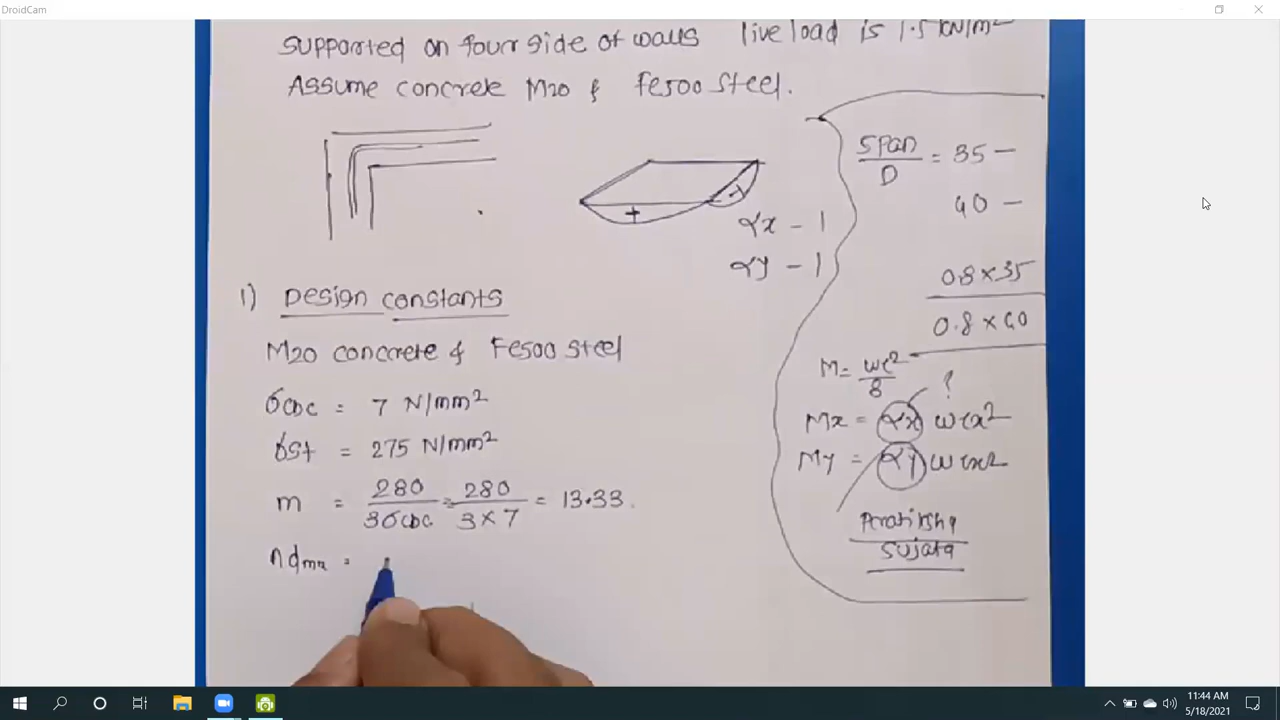 DroidCam
supported on four side of walls live load is 1.5 kN/m²
Assume concrete M20 & Fe500 steel.
Span/D = 35 —
40 —
+
+
αx - 1
αy - 1
0.8 × 35
0.8 × 40
1) Design constants
M20 concrete & Fe500 steel
σcbc = 7 N/mm²
σst = 275 N/mm²
m = 280/3σcbc = 280/3×7 = 13.33.
M = wl²/8
?
Mx = αx wlx²
My = αy wlx²
Sujata
11:44 AM
5/18/2021